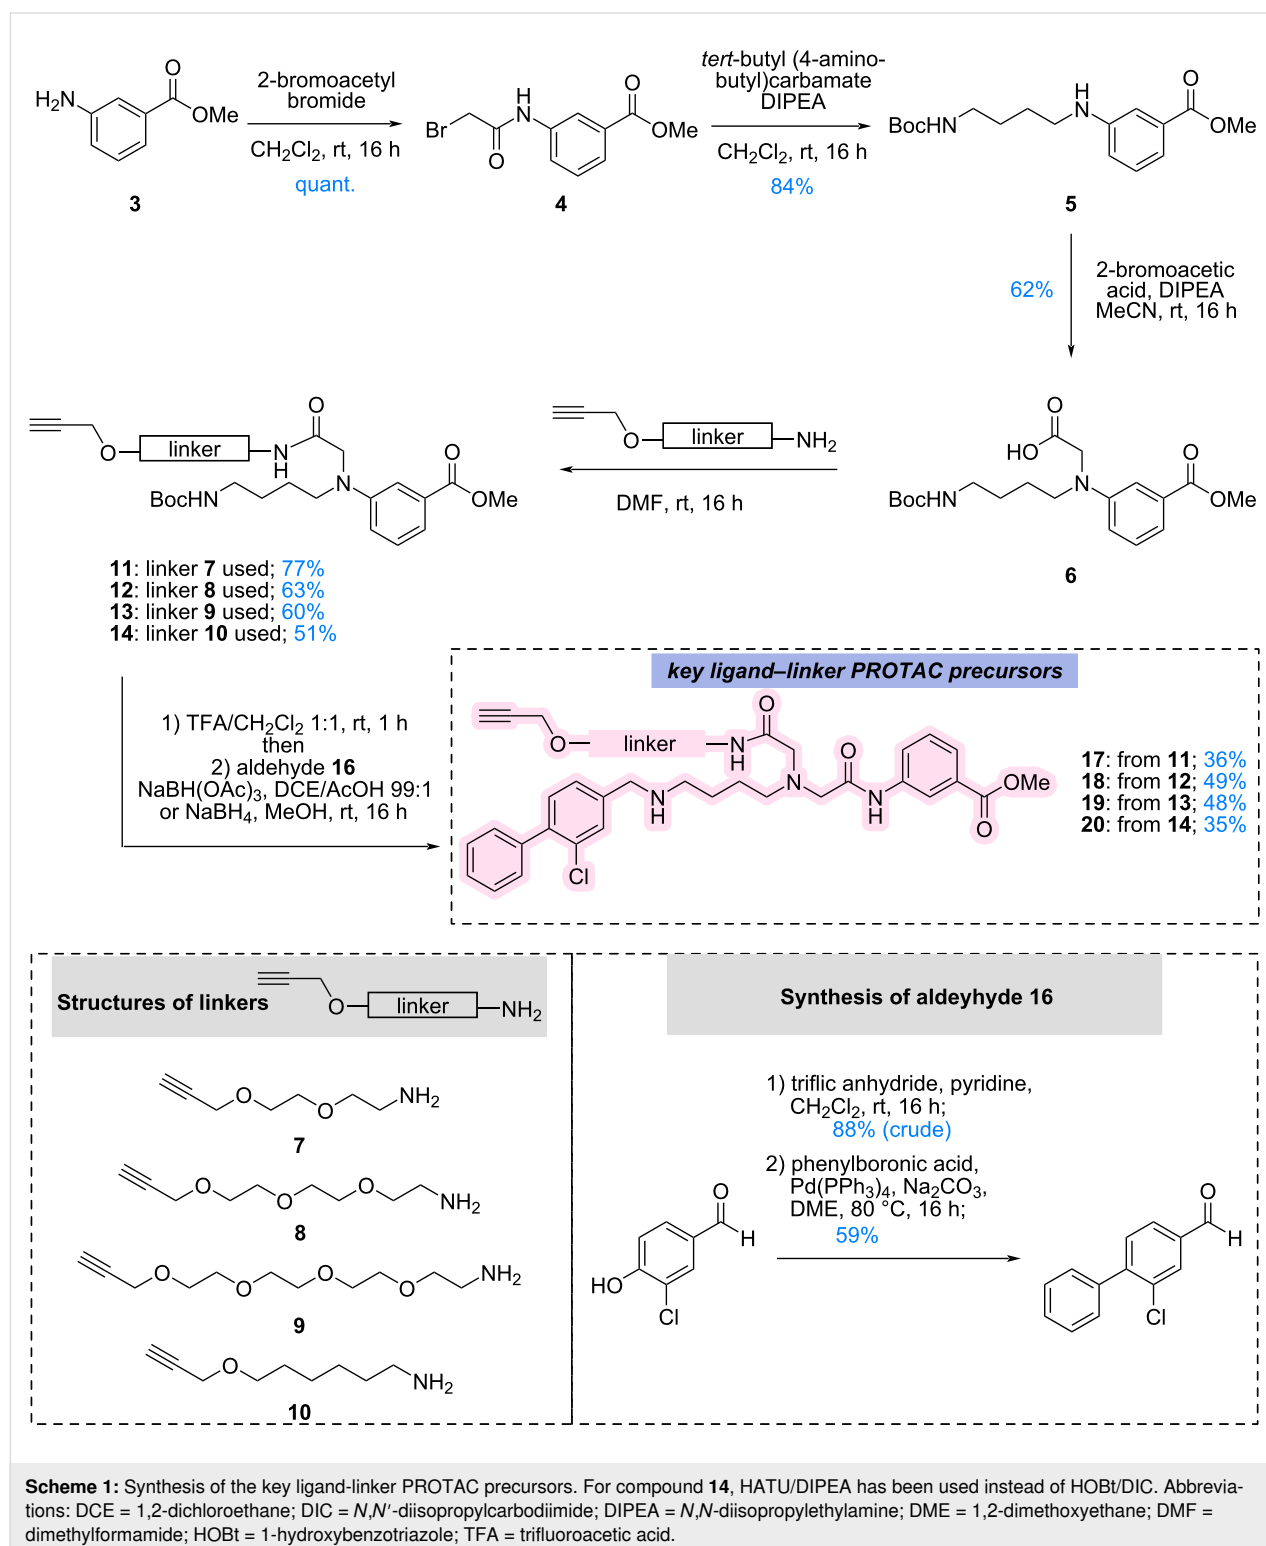 2-bromoacetyl
bromide
CH2Cl2, rt, 16 h
quant.
tert-butyl (4-amino-
butyl)carbamate
DIPEA
CH2Cl2, rt, 16 h
84%
H2N
O
OMe
3
Br
O
H
N
O
OMe
4
BocHN
H
N
O
OMe
5
62%
2-bromoacetic
acid, DIPEA
MeCN, rt, 16 h
O
HO
N
BocHN
O
OMe
6
O
linker
NH2
DMF, rt, 16 h
O
linker
N
H
O
N
BocHN
O
OMe
11: linker 7 used; 77%
12: linker 8 used; 63%
13: linker 9 used; 60%
14: linker 10 used; 51%
1) TFA/CH2Cl2 1:1, rt, 1 h
then
2) aldehyde 16
NaBH(OAc)3, DCE/AcOH 99:1
or NaBH4, MeOH, rt, 16 h
key ligand–linker PROTAC precursors
O
linker
N
H
O
N
O
N
H
O
OMe
N
H
Cl
17: from 11; 36%
18: from 12; 49%
19: from 13; 48%
20: from 14; 35%
Structures of linkers
O
linker
NH2
O
O
NH2
7
O
O
O
NH2
8
O
O
O
O
NH2
9
O
NH2
10
Synthesis of aldeyhyde 16
1) triflic anhydride, pyridine,
CH2Cl2, rt, 16 h;
88% (crude)
2) phenylboronic acid,
Pd(PPh3)4, Na2CO3,
DME, 80 °C, 16 h;
59%
O
H
HO
Cl
O
H
Cl
Scheme 1: Synthesis of the key ligand-linker PROTAC precursors. For compound 14, HATU/DIPEA has been used instead of HOBt/DIC. Abbrevia-
tions: DCE = 1,2-dichloroethane; DIC = N,N′-diisopropylcarbodiimide; DIPEA = N,N-diisopropylethylamine; DME = 1,2-dimethoxyethane; DMF =
dimethylformamide; HOBt = 1-hydroxybenzotriazole; TFA = trifluoroacetic acid.